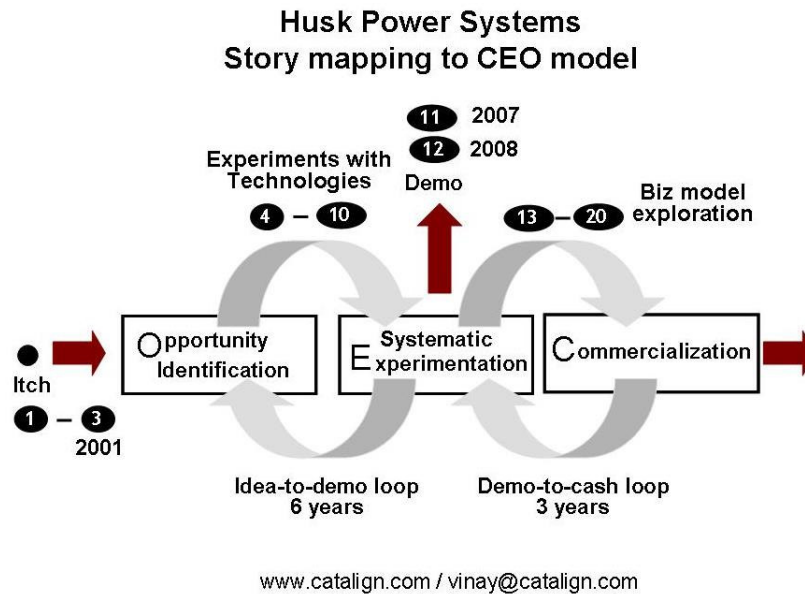 Husk Power Systems
Story mapping to CEO model
11 2007
12 2008
Demo
Experiments with
Technologies
4 – 10
Biz model
exploration
13 – 20
Opportunity
Identification
Systematic
Experimentation
Commercialization
Itch
1 – 3
2001
Idea-to-demo loop
6 years
Demo-to-cash loop
3 years
www.catalign.com / vinay@catalign.com